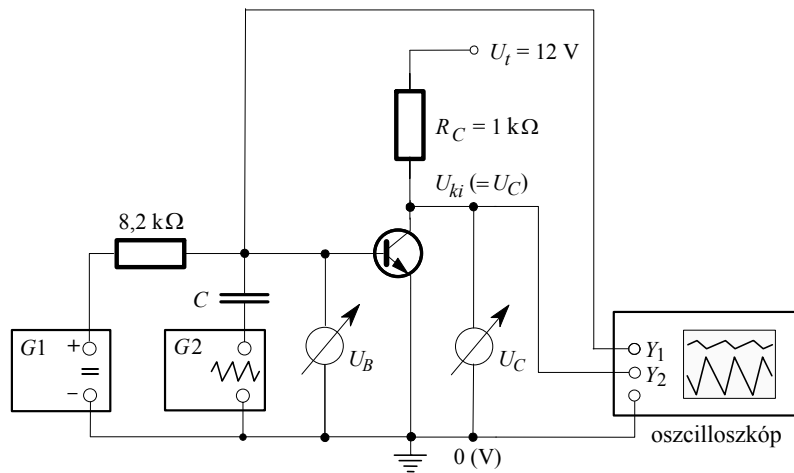 U_t = 12 V
R_C = 1 kΩ
U_ki (= U_C)
8,2 kΩ
C
G1
+
=
−
G2
U_B
U_C
Y_1
Y_2
0 (V)
oszcilloszkóp